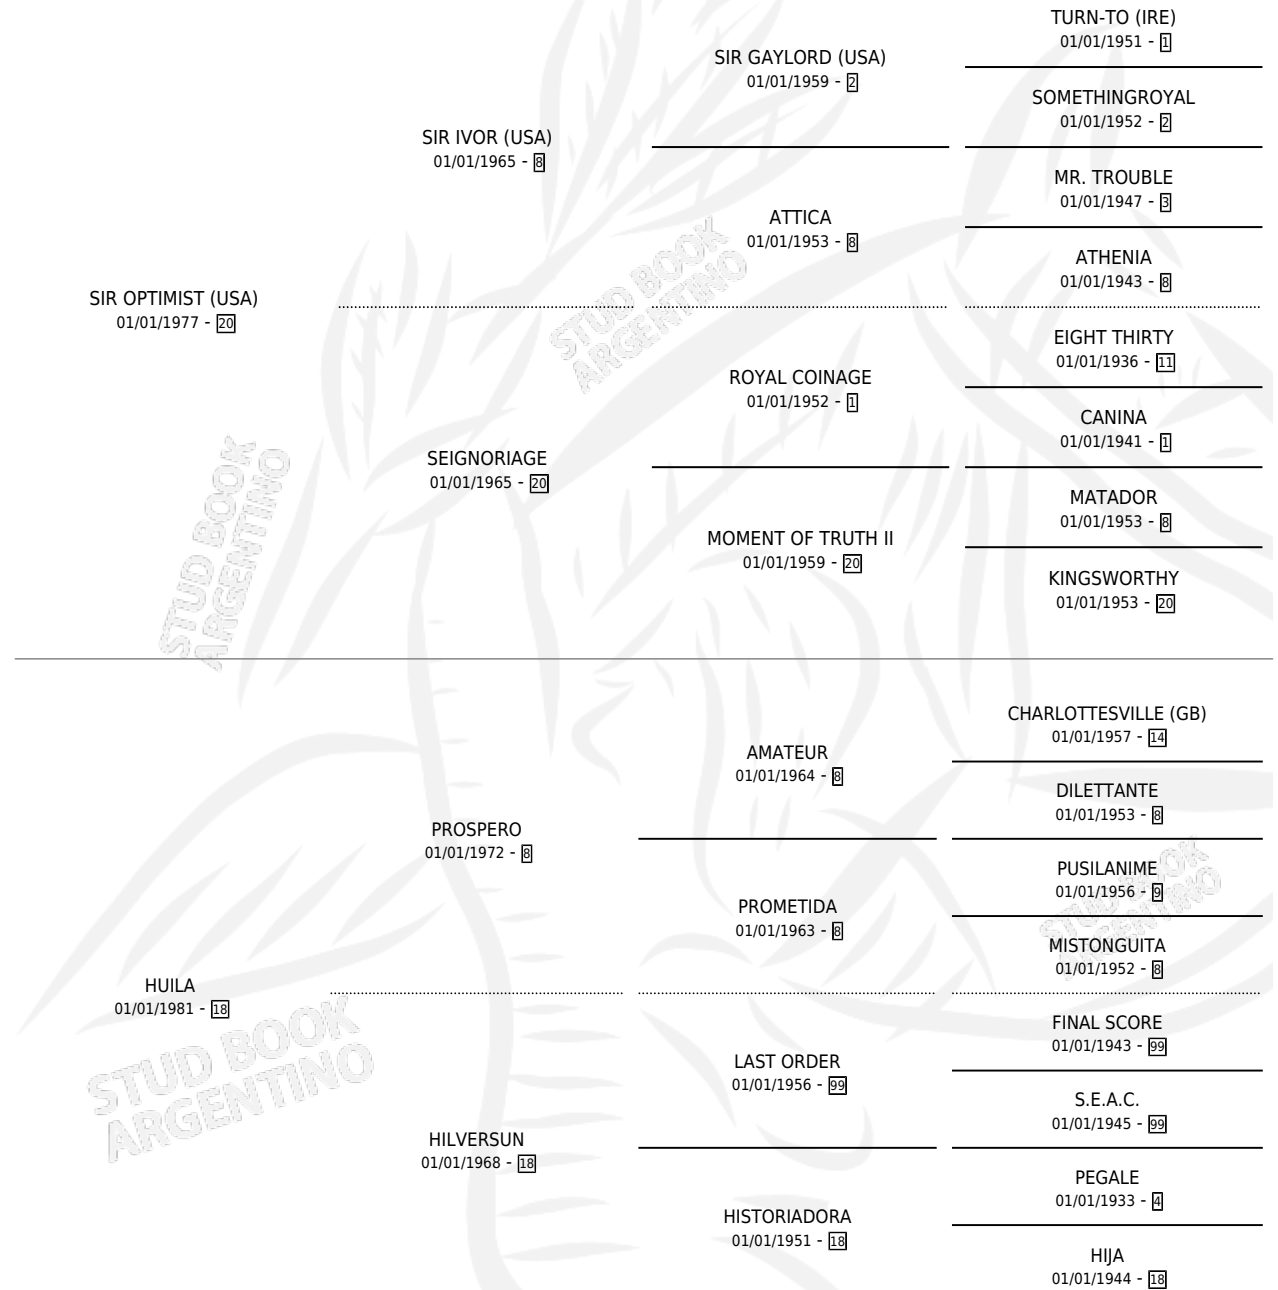 TURN-TO (IRE)
01/01/1951 - 1
SIR GAYLORD (USA)
01/01/1959 - 2
SOMETHINGROYAL
01/01/1952 - 2
SIR IVOR (USA)
01/01/1965 - 8
MR. TROUBLE
01/01/1947 - 3
ATTICA
01/01/1953 - 8
ATHENIA
01/01/1943 - 8
SIR OPTIMIST (USA)
01/01/1977 - 20
EIGHT THIRTY
01/01/1936 - 11
ROYAL COINAGE
01/01/1952 - 1
CANINA
01/01/1941 - 1
SEIGNORIAGE
01/01/1965 - 20
MATADOR
01/01/1953 - 8
MOMENT OF TRUTH II
01/01/1959 - 20
KINGSWORTHY
01/01/1953 - 20
CHARLOTTESVILLE (GB)
01/01/1957 - 14
AMATEUR
01/01/1964 - 8
DILETTANTE
01/01/1953 - 8
PROSPERO
01/01/1972 - 8
PUSILANIME
01/01/1956 - 9
PROMETIDA
01/01/1963 - 8
MISTONGUITA
01/01/1952 - 8
HUILA
01/01/1981 - 18
FINAL SCORE
01/01/1943 - 99
LAST ORDER
01/01/1956 - 99
S.E.A.C.
01/01/1945 - 99
HILVERSUN
01/01/1968 - 18
PEGALE
01/01/1933 - 4
HISTORIADORA
01/01/1951 - 18
HIJA
01/01/1944 - 18
STUD BOOK
ARGENTINO
STUD BOOK
ARGENTINO
STUD BOOK
ARGENTINO
STUD BOOK
ARGENTINO